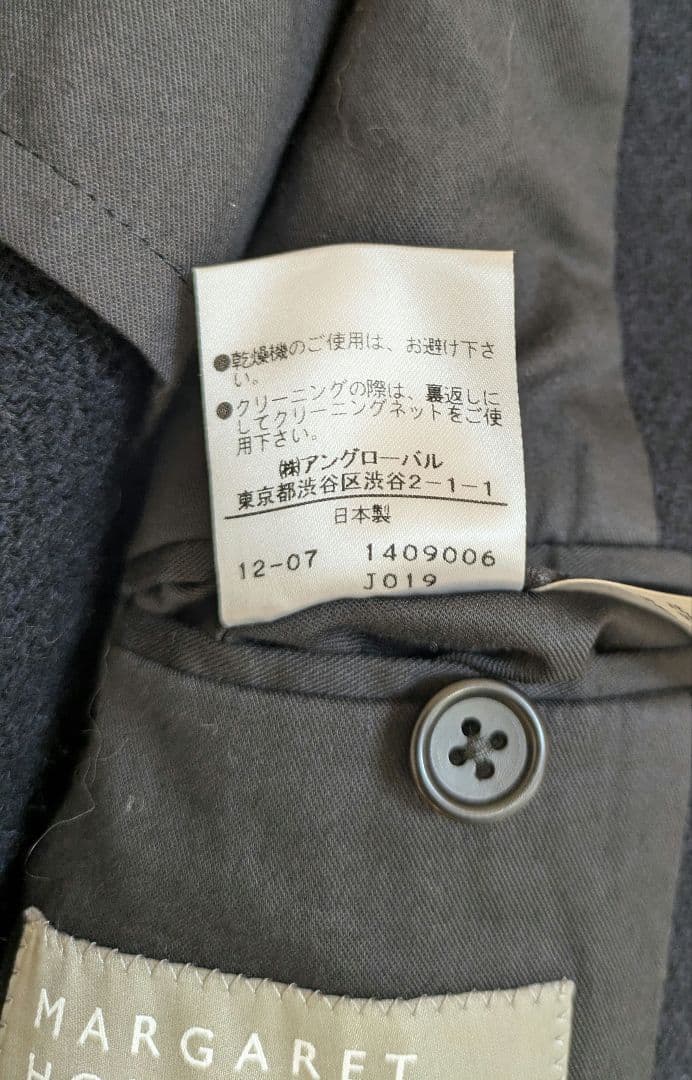 ●乾燥機のご使用は、お避け下さ
い。
●クリーニングの際は、裏返しに
してクリーニングネットをご使
用下さい。
㈱アングローバル
東京都渋谷区渋谷2-1-1
日本製
12-07 1409006
J019
MARGARET